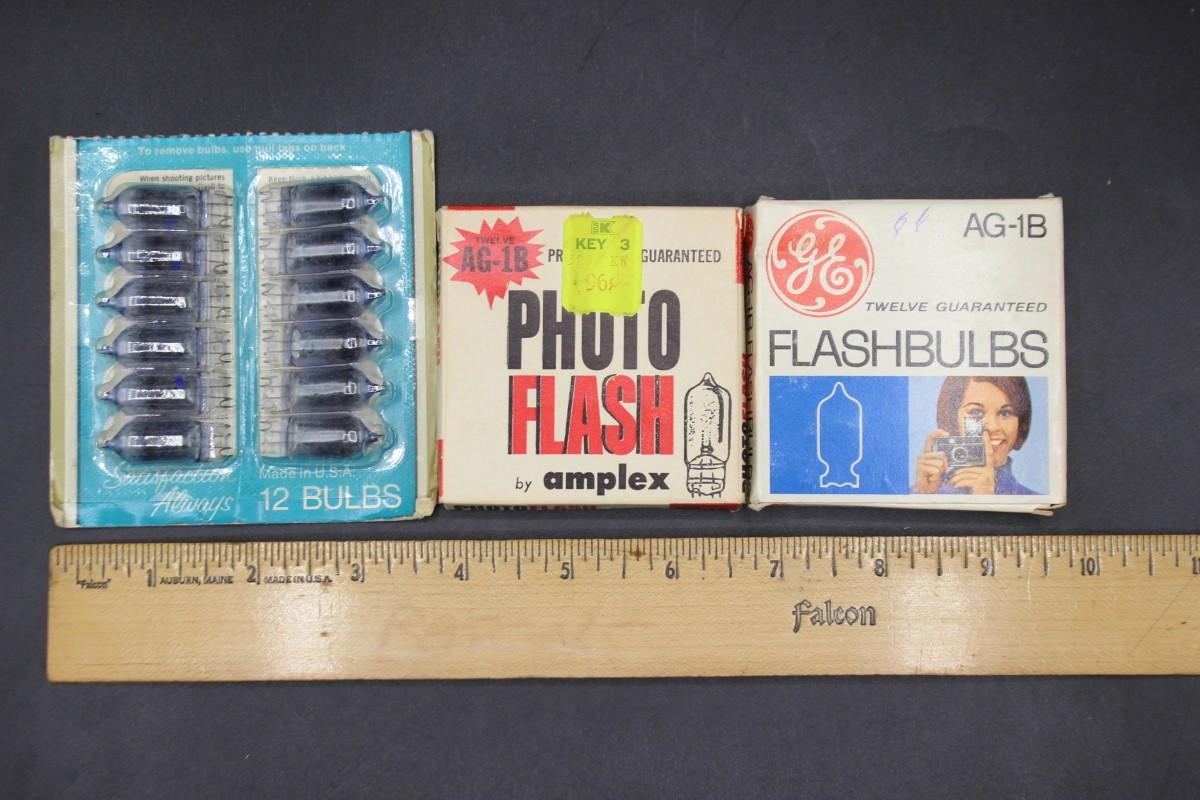 To remove bulbs, use pull tabs on back
When shooting pictures
Satisfaction
Always
Made in U.S.A.
12 BULBS
TWELVE
AG-1B
GUARANTEED
KEY 3
96¢
PHOTO
FLASH
by amplex
GE
AG-1B
TWELVE GUARANTEED
FLASHBULBS
"Falcon" 1 AUBURN, MAINE 2 MADE IN U.S.A. 3 4 5 6 7 8 9 10 11
Falcon